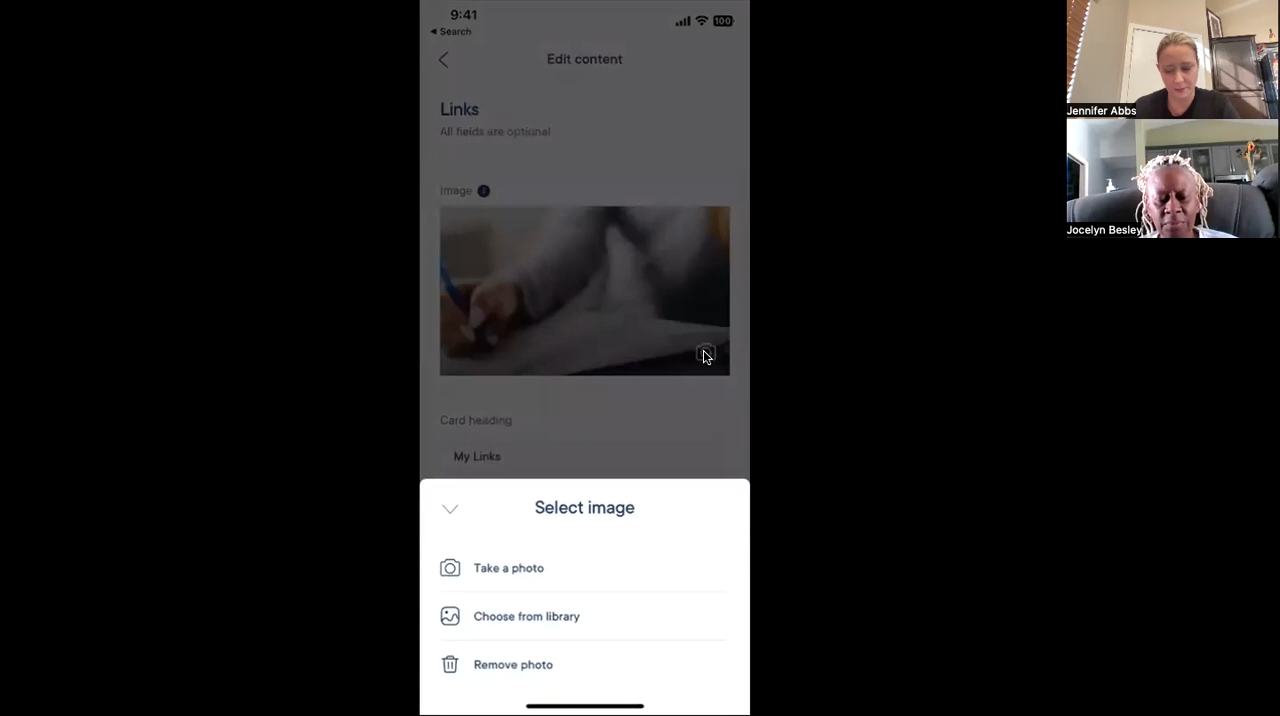 9:41
◀ Search
100
Edit content
Links
All fields are optional
Image i
Card heading
My Links
Select image
Take a photo
Choose from library
Remove photo
Jennifer Abbs
Jocelyn Besley